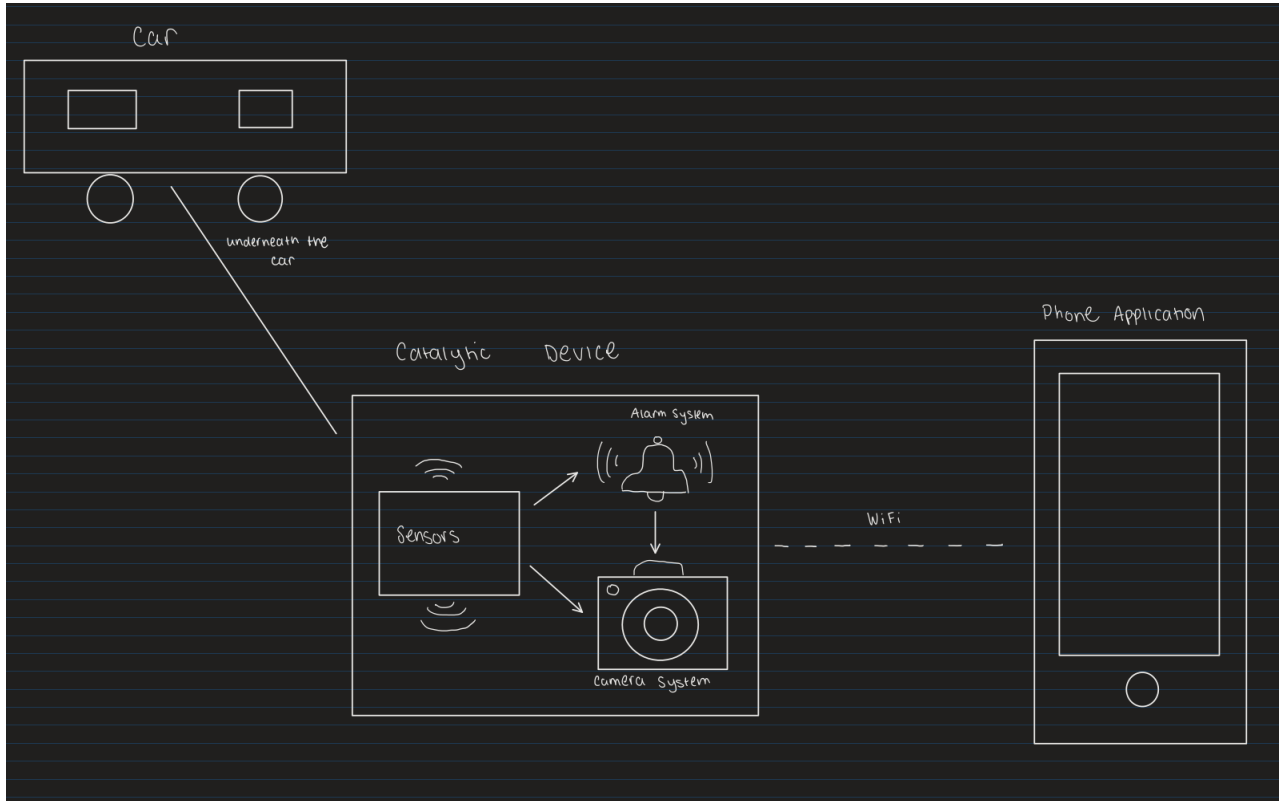 Car
underneath the
car
Phone Application
Catalytic Device
Alarm System
Sensors
WiFi
Camera System